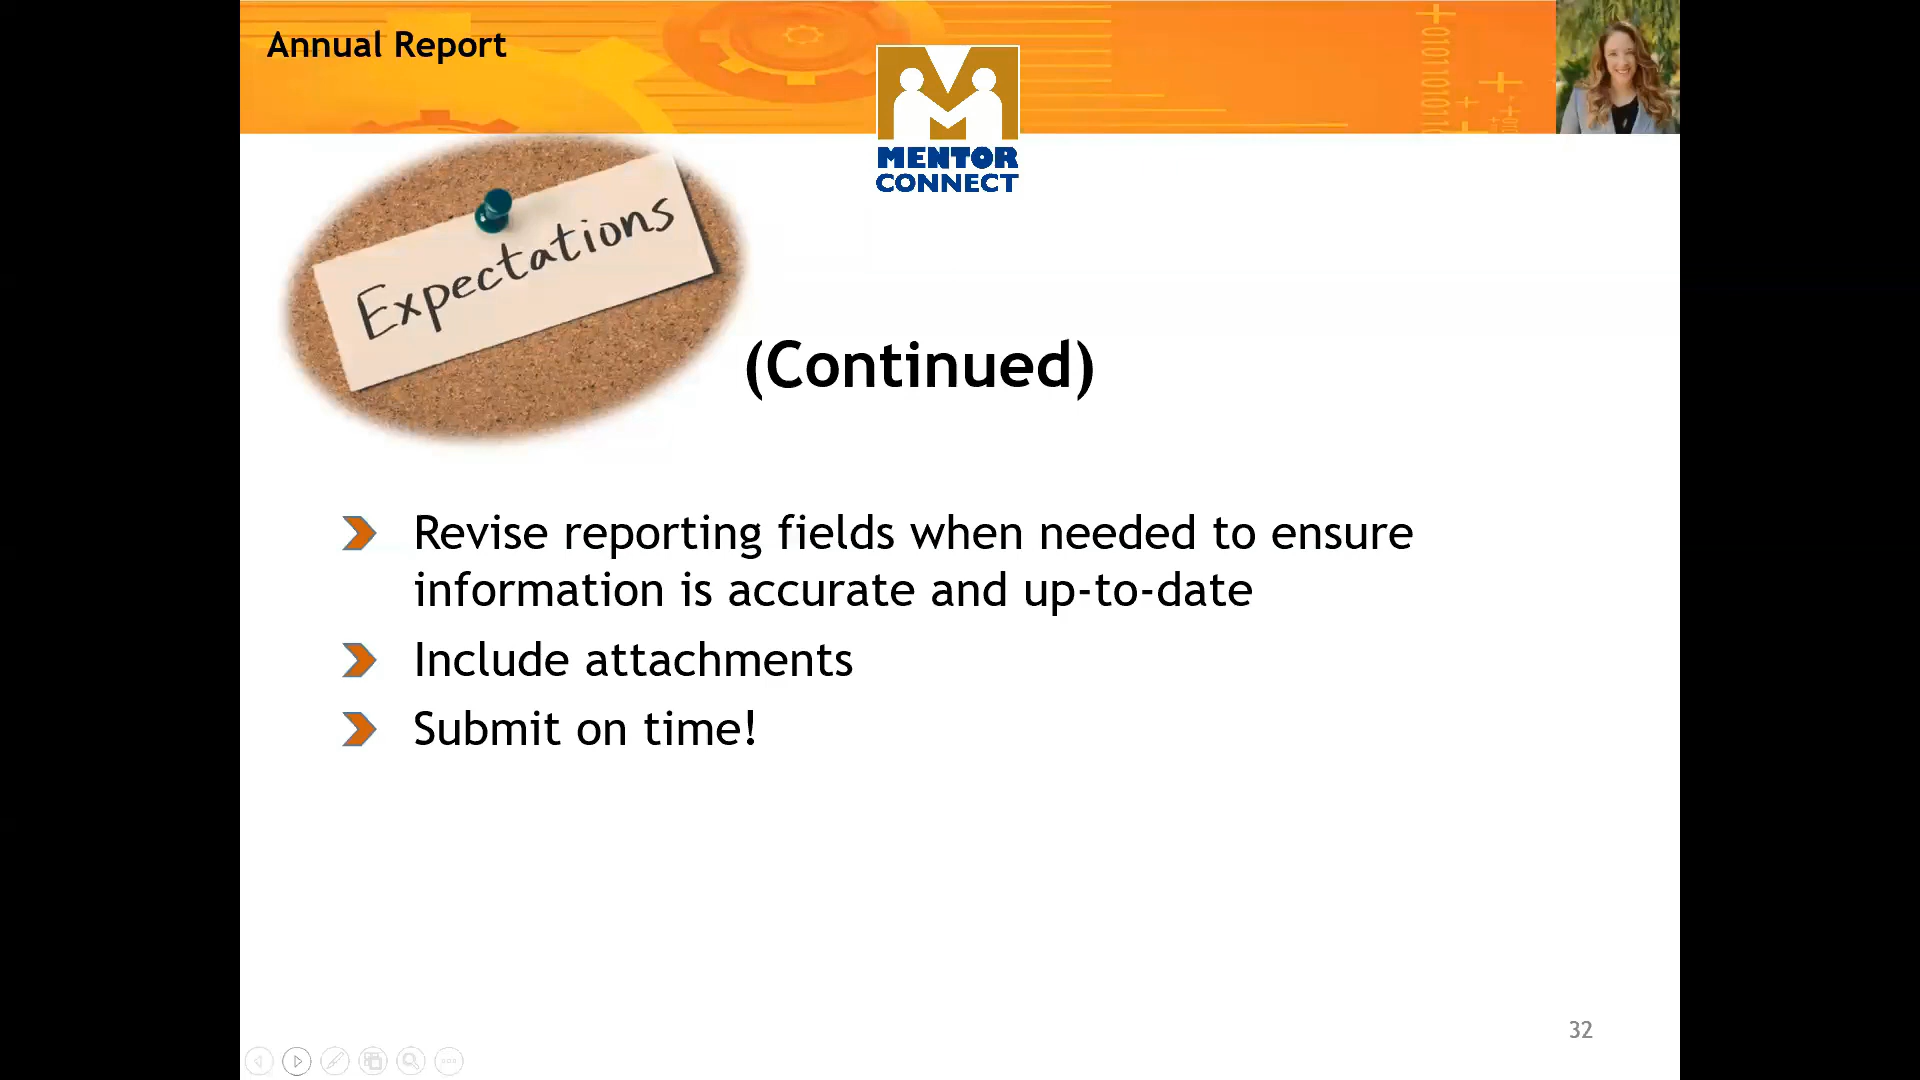 Annual Report
MENTOR
CONNECT
Expectations
(Continued)
Revise reporting fields when needed to ensure
information is accurate and up-to-date
Include attachments
Submit on time!
32